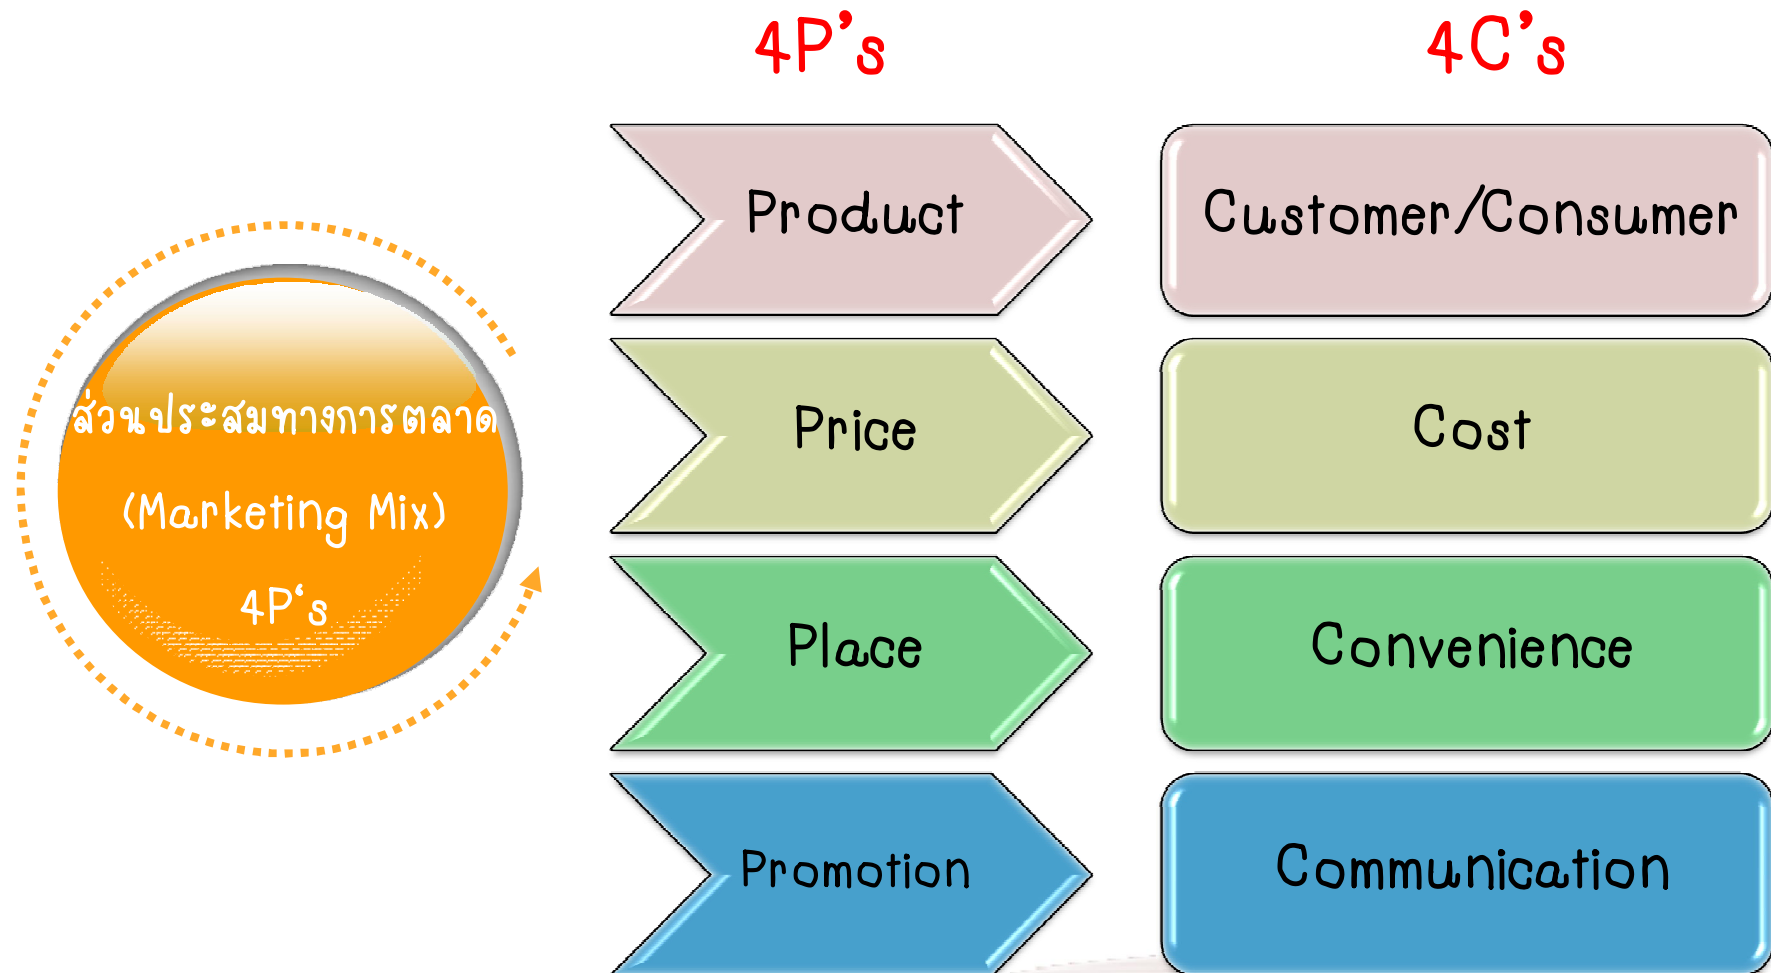 4P's
4C's
ส่วนประสมทางการตลาด
(Marketing Mix)
4P‘s
Product
Customer/Consumer
Price
Cost
Place
Convenience
Promotion
Communication